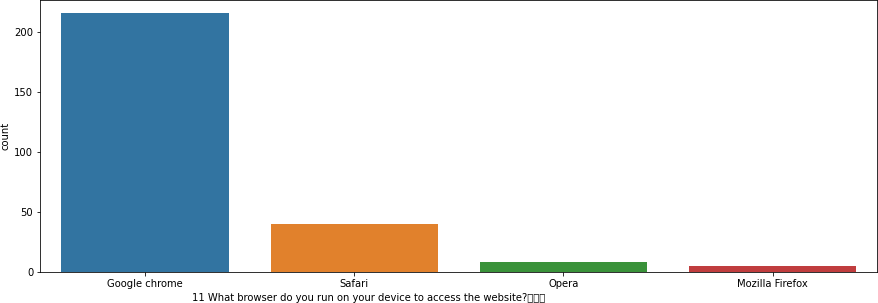 200
150
100
50
0
count
Google chrome Safari Opera Mozilla Firefox
11 What browser do you run on your device to access the website?